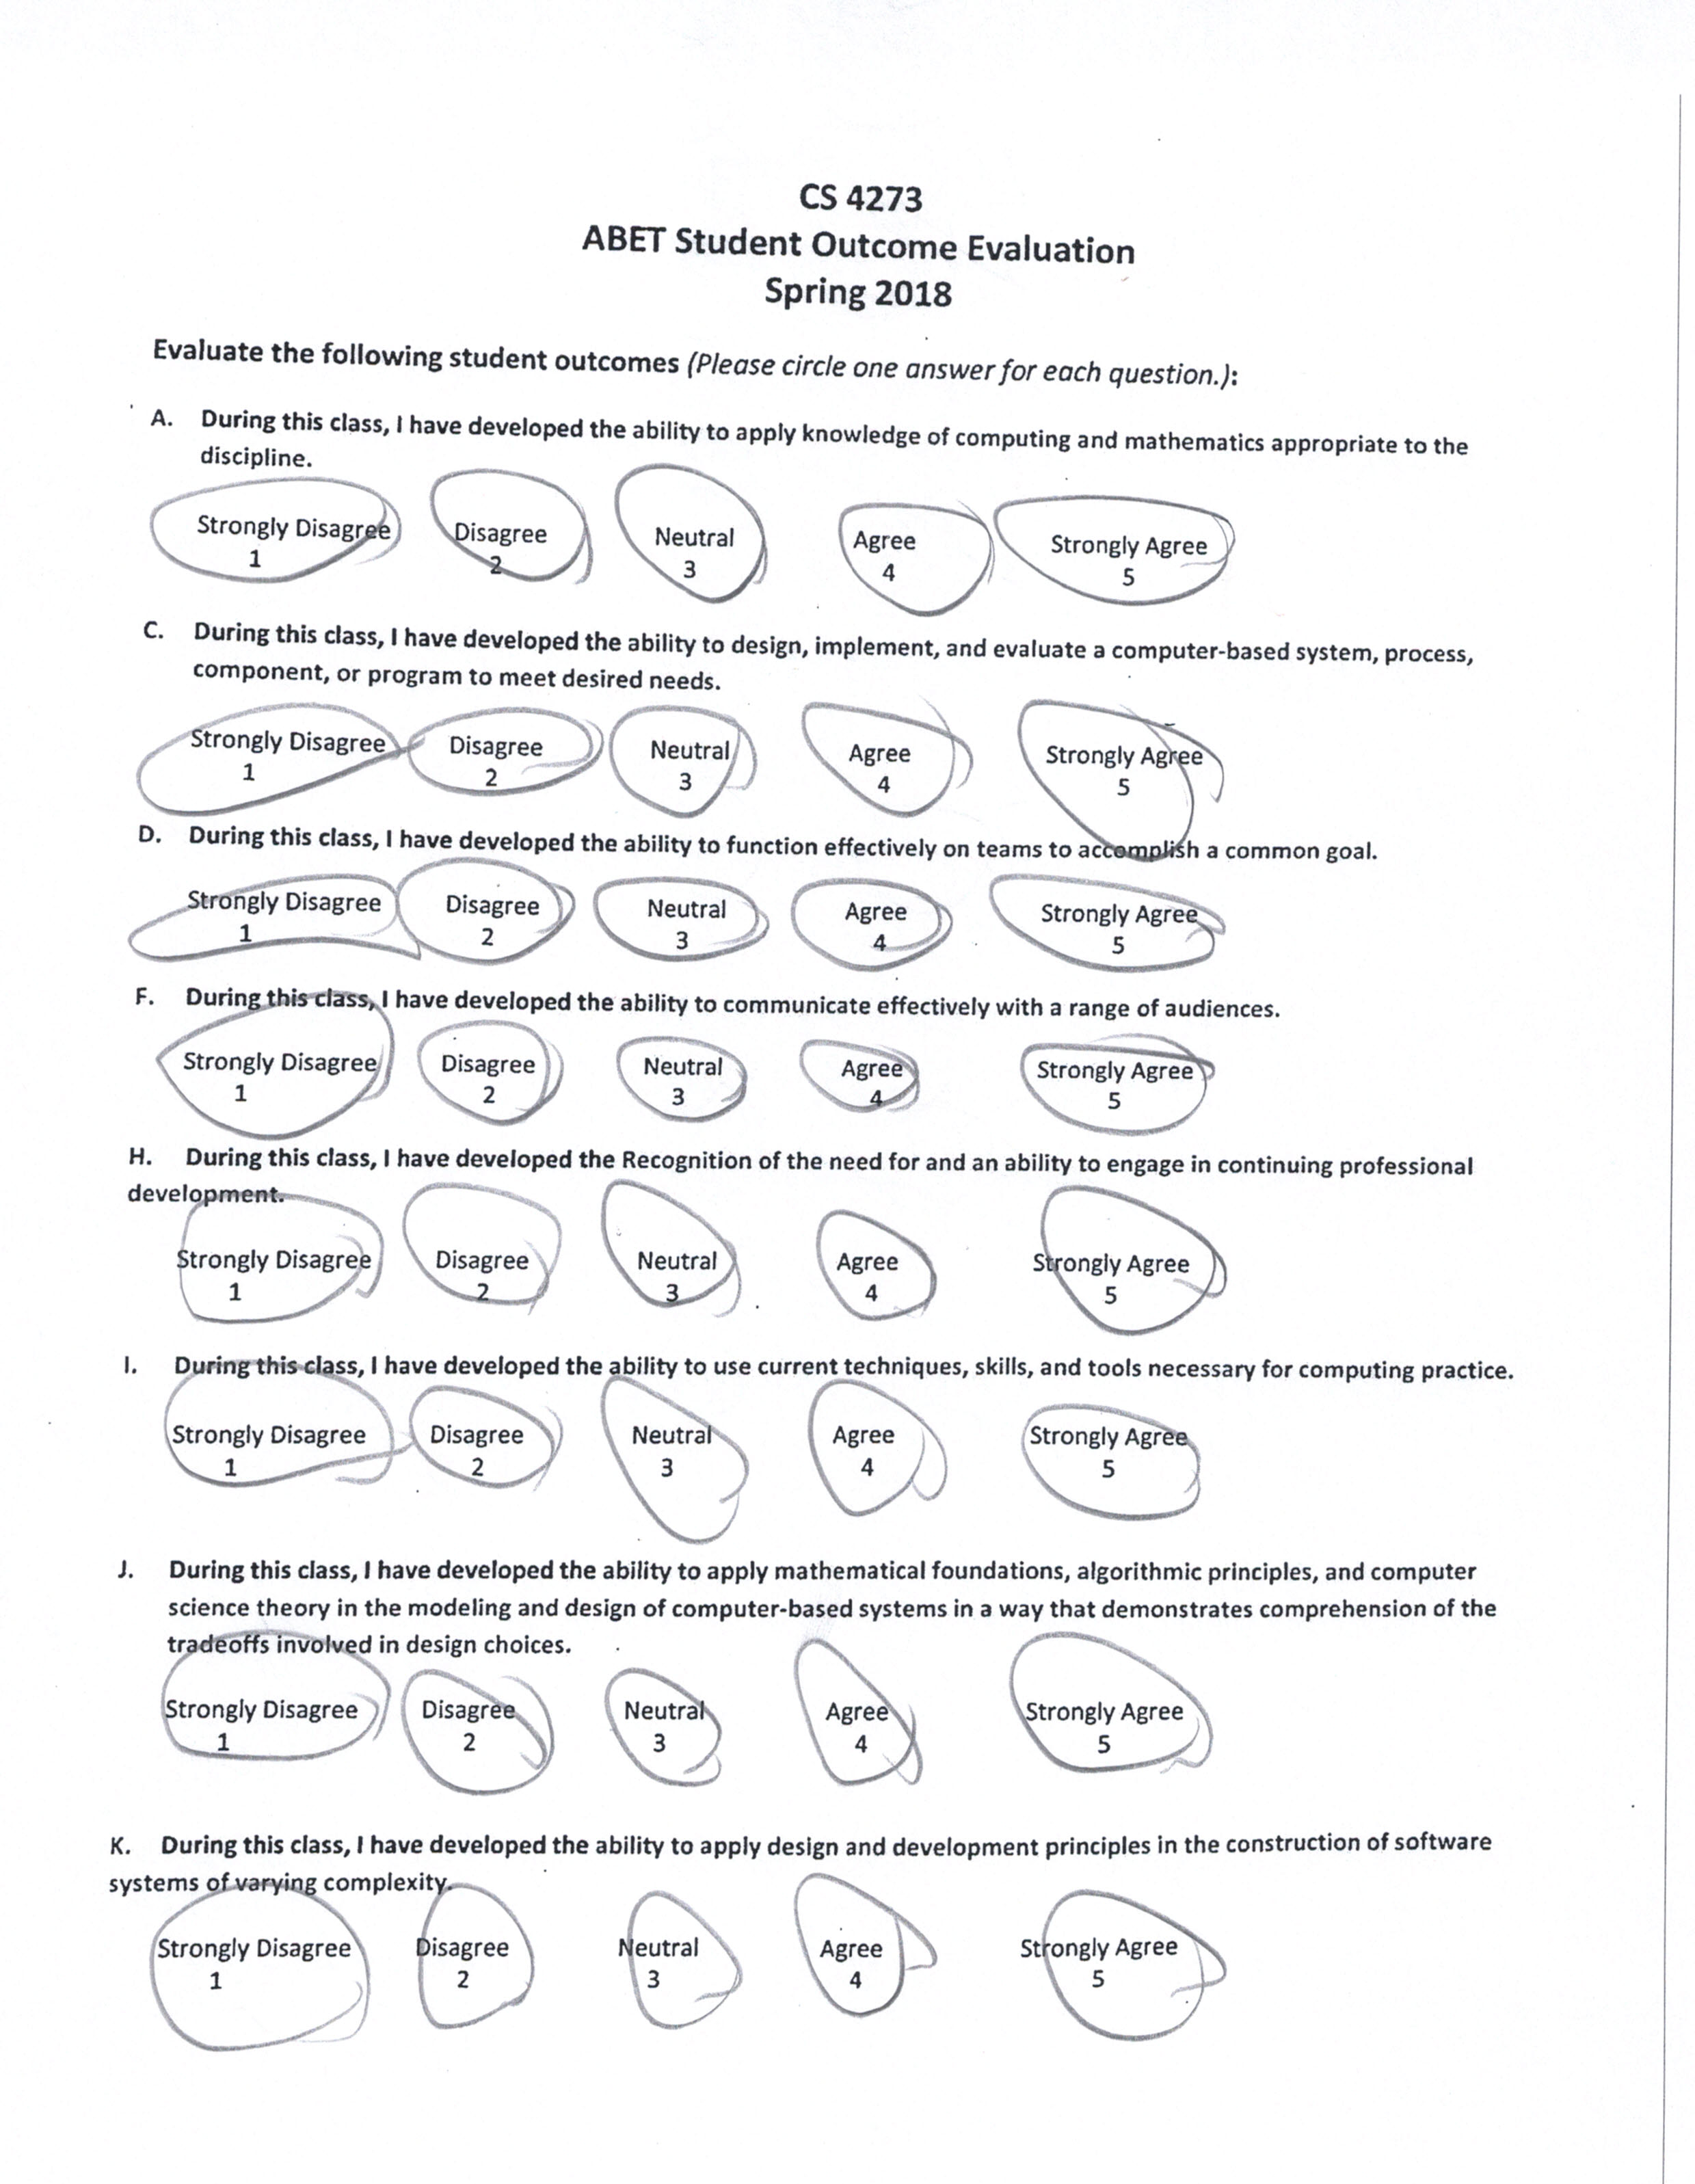 CS 4273
ABET Student Outcome Evaluation
Spring 2018
Evaluate the following student outcomes (Please circle one answer for each question.):
A. During this class, I have developed the ability to apply knowledge of computing and mathematics appropriate to the
discipline.
Strongly Disagree Disagree Neutral Agree Strongly Agree
1 2 3 4 5
C. During this class, I have developed the ability to design, implement, and evaluate a computer-based system, process,
component, or program to meet desired needs.
Strongly Disagree Disagree Neutral Agree Strongly Agree
1 2 3 4 5
D. During this class, I have developed the ability to function effectively on teams to accomplish a common goal.
Strongly Disagree Disagree Neutral Agree Strongly Agree
1 2 3 4 5
F. During this class, I have developed the ability to communicate effectively with a range of audiences.
Strongly Disagree Disagree Neutral Agree Strongly Agree
1 2 3 4 5
H. During this class, I have developed the Recognition of the need for and an ability to engage in continuing professional
development.
Strongly Disagree Disagree Neutral Agree Strongly Agree
1 2 3 4 5
I. During this class, I have developed the ability to use current techniques, skills, and tools necessary for computing practice.
Strongly Disagree Disagree Neutral Agree Strongly Agree
1 2 3 4 5
J. During this class, I have developed the ability to apply mathematical foundations, algorithmic principles, and computer
science theory in the modeling and design of computer-based systems in a way that demonstrates comprehension of the
tradeoffs involved in design choices.
Strongly Disagree Disagree Neutral Agree Strongly Agree
1 2 3 4 5
K. During this class, I have developed the ability to apply design and development principles in the construction of software
systems of varying complexity.
Strongly Disagree Disagree Neutral Agree Strongly Agree
1 2 3 4 5